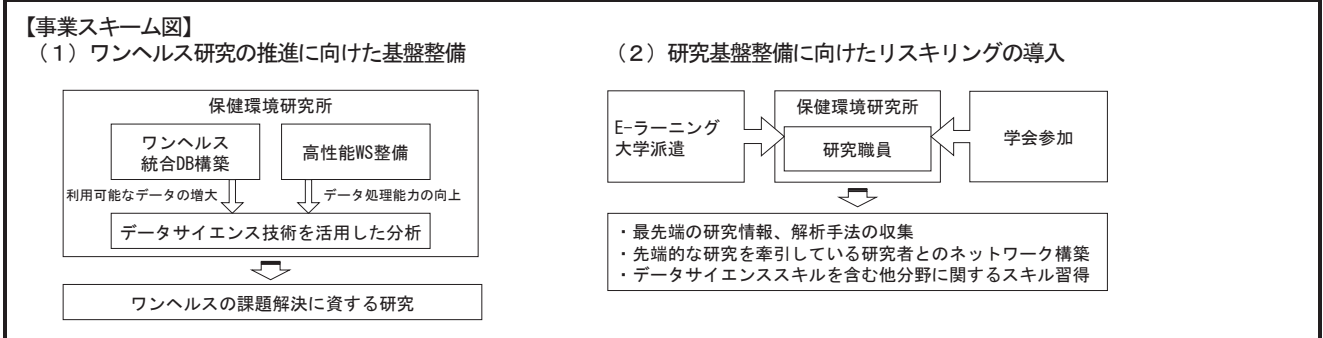 【事業スキーム図】
（１）ワンヘルス研究の推進に向けた基盤整備
保健環境研究所
ワンヘルス
統合DB構築
高性能WS整備
利用可能なデータの増大
データ処理能力の向上
データサイエンス技術を活用した分析
ワンヘルスの課題解決に資する研究
（２）研究基盤整備に向けたリスキリングの導入
E-ラーニング
大学派遣
保健環境研究所
研究職員
学会参加
・最先端の研究情報、解析手法の収集
・先端的な研究を牽引している研究者とのネットワーク構築
・データサイエンススキルを含む他分野に関するスキル習得